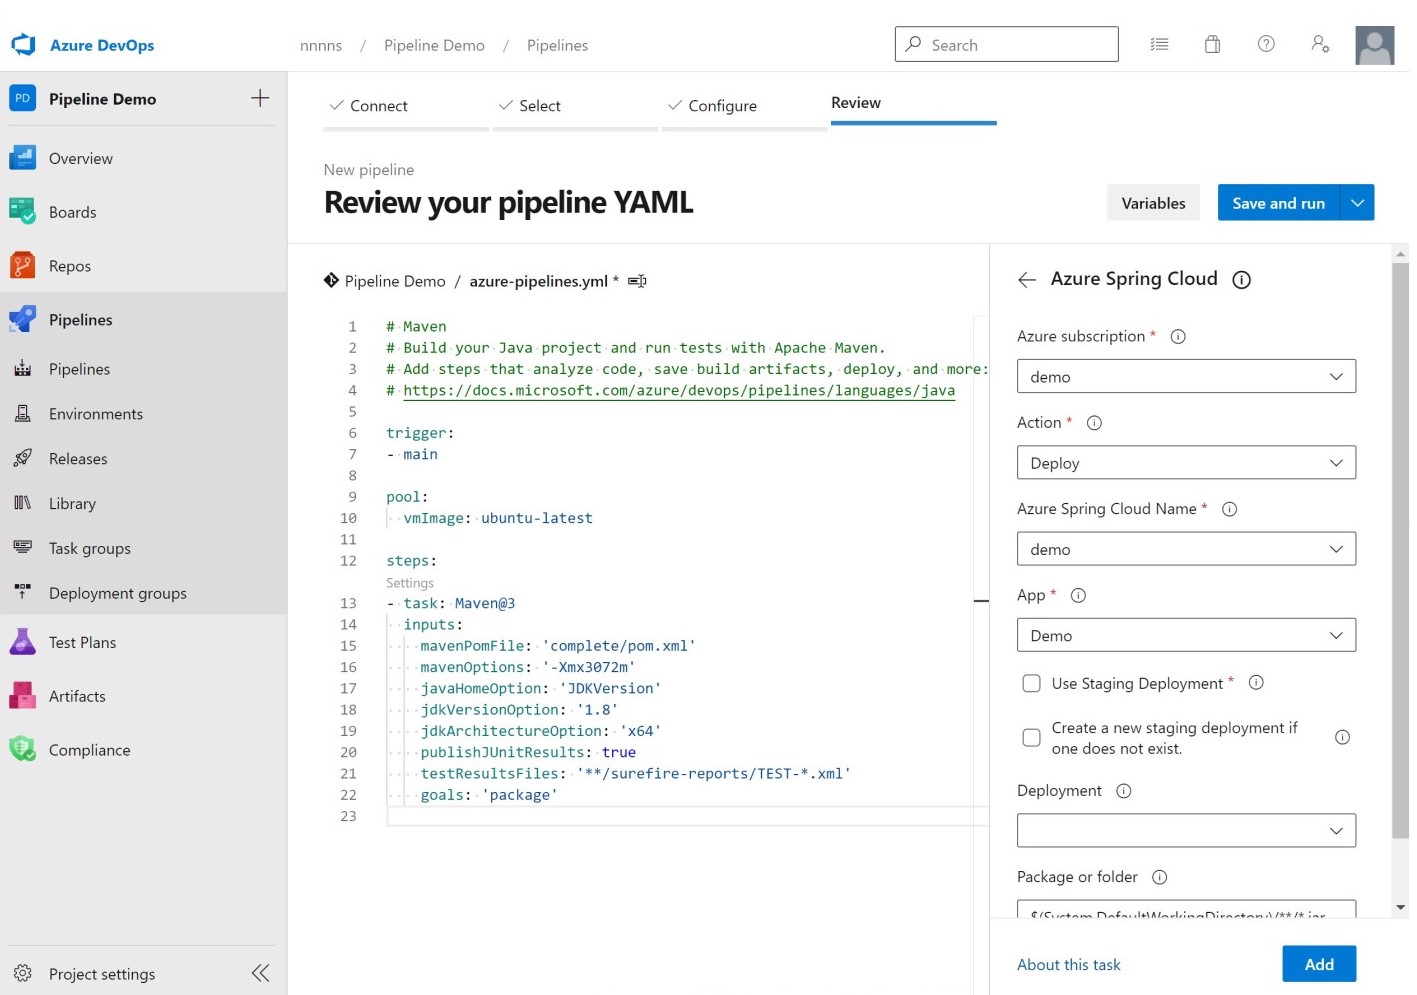 Azure DevOps
nnnns / Pipeline Demo / Pipelines
Search
PD Pipeline Demo
Overview
Boards
Repos
Pipelines
Pipelines
Environments
Releases
Library
Task groups
Deployment groups
Test Plans
Artifacts
Compliance
Project settings
Connect
Select
Configure
Review
New pipeline
Review your pipeline YAML
Variables
Save and run
Pipeline Demo / azure-pipelines.yml *
1 # Maven
2 # Build your Java project and run tests with Apache Maven.
3 # Add steps that analyze code, save build artifacts, deploy, and more:
4 # https://docs.microsoft.com/azure/devops/pipelines/languages/java
5
6 trigger:
7 - main
8
9 pool:
10 vmImage: ubuntu-latest
11
12 steps:
Settings
13 - task: Maven@3
14 inputs:
15 mavenPomFile: 'complete/pom.xml'
16 mavenOptions: '-Xmx3072m'
17 javaHomeOption: 'JDKVersion'
18 jdkVersionOption: '1.8'
19 jdkArchitectureOption: 'x64'
20 publishJUnitResults: true
21 testResultsFiles: '**/surefire-reports/TEST-*.xml'
22 goals: 'package'
23
Azure Spring Cloud
Azure subscription *
demo
Action *
Deploy
Azure Spring Cloud Name *
demo
App *
Demo
Use Staging Deployment *
Create a new staging deployment if
one does not exist.
Deployment
Package or folder
$(System.DefaultWorkingDirectory)/**/*.jar
About this task
Add